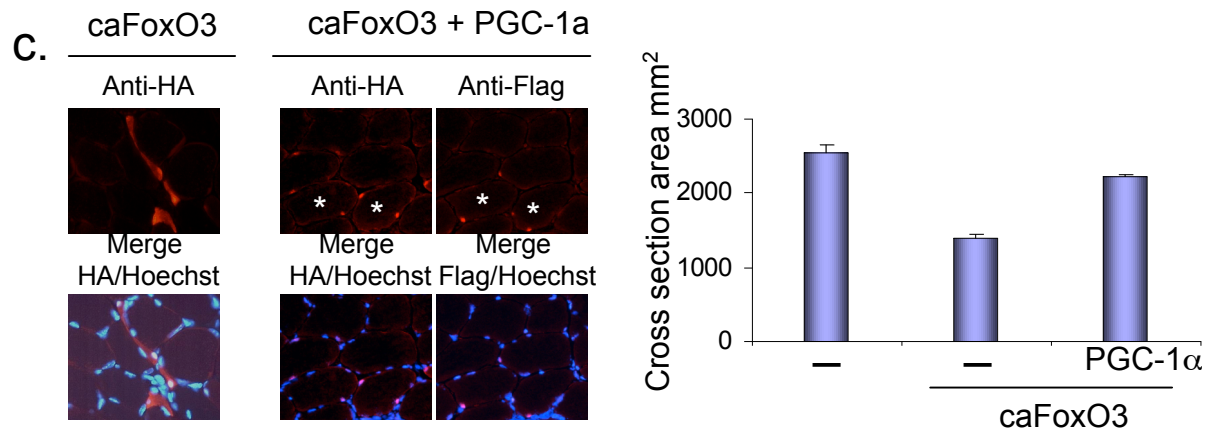 c.
caFoxO3
caFoxO3 + PGC-1a
Anti-HA
Anti-HA
Anti-Flag
*
*
*
*
Merge
HA/Hoechst
Merge
HA/Hoechst
Merge
Flag/Hoechst
Cross section area mm²
3000
2000
1000
0
–
–
PGC-1α
caFoxO3